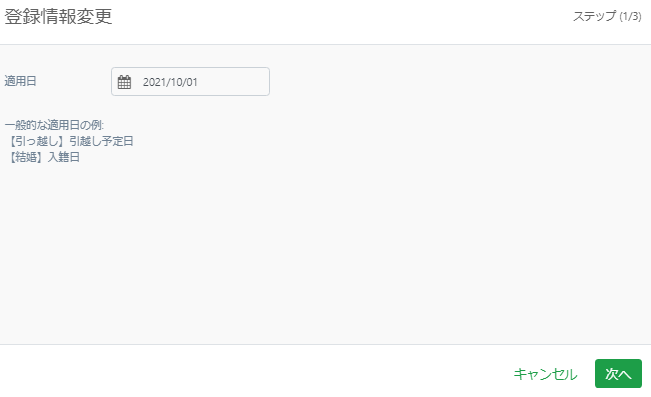 登録情報変更
ステップ (1/3)
適用日
2021/10/01
一般的な適用日の例:
【引っ越し】引越し予定日
【結婚】入籍日
キャンセル
次へ